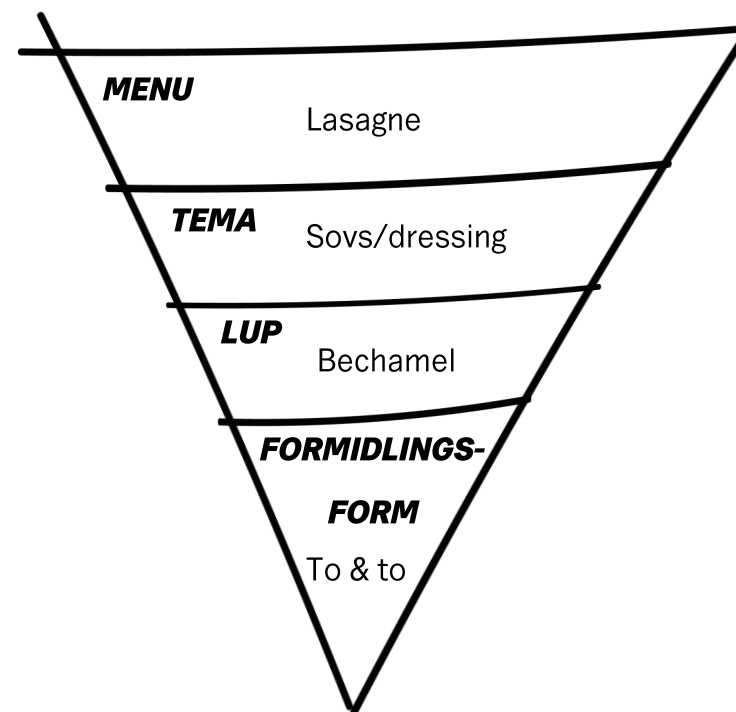 MENU
Lasagne
TEMA
Sovs/dressing
LUP
Bechamel
FORMIDLINGS-
FORM
To & to